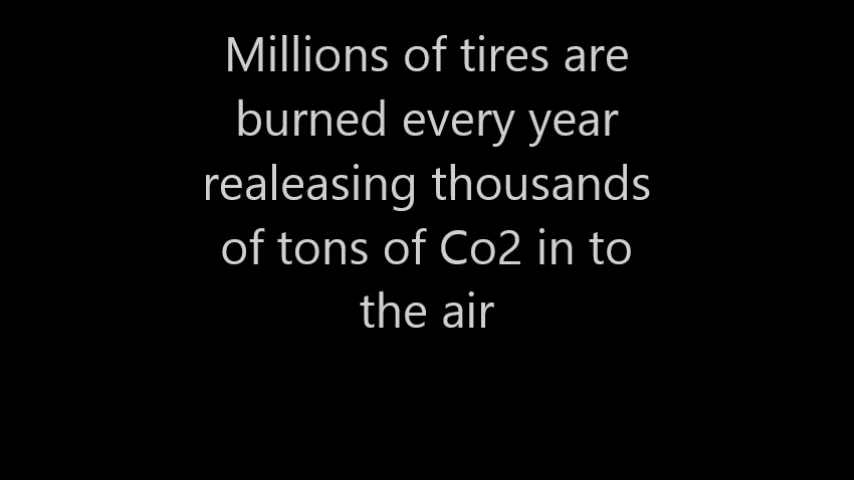 Millions of tires are
burned every year
realeasing thousands
of tons of Co2 in to
the air